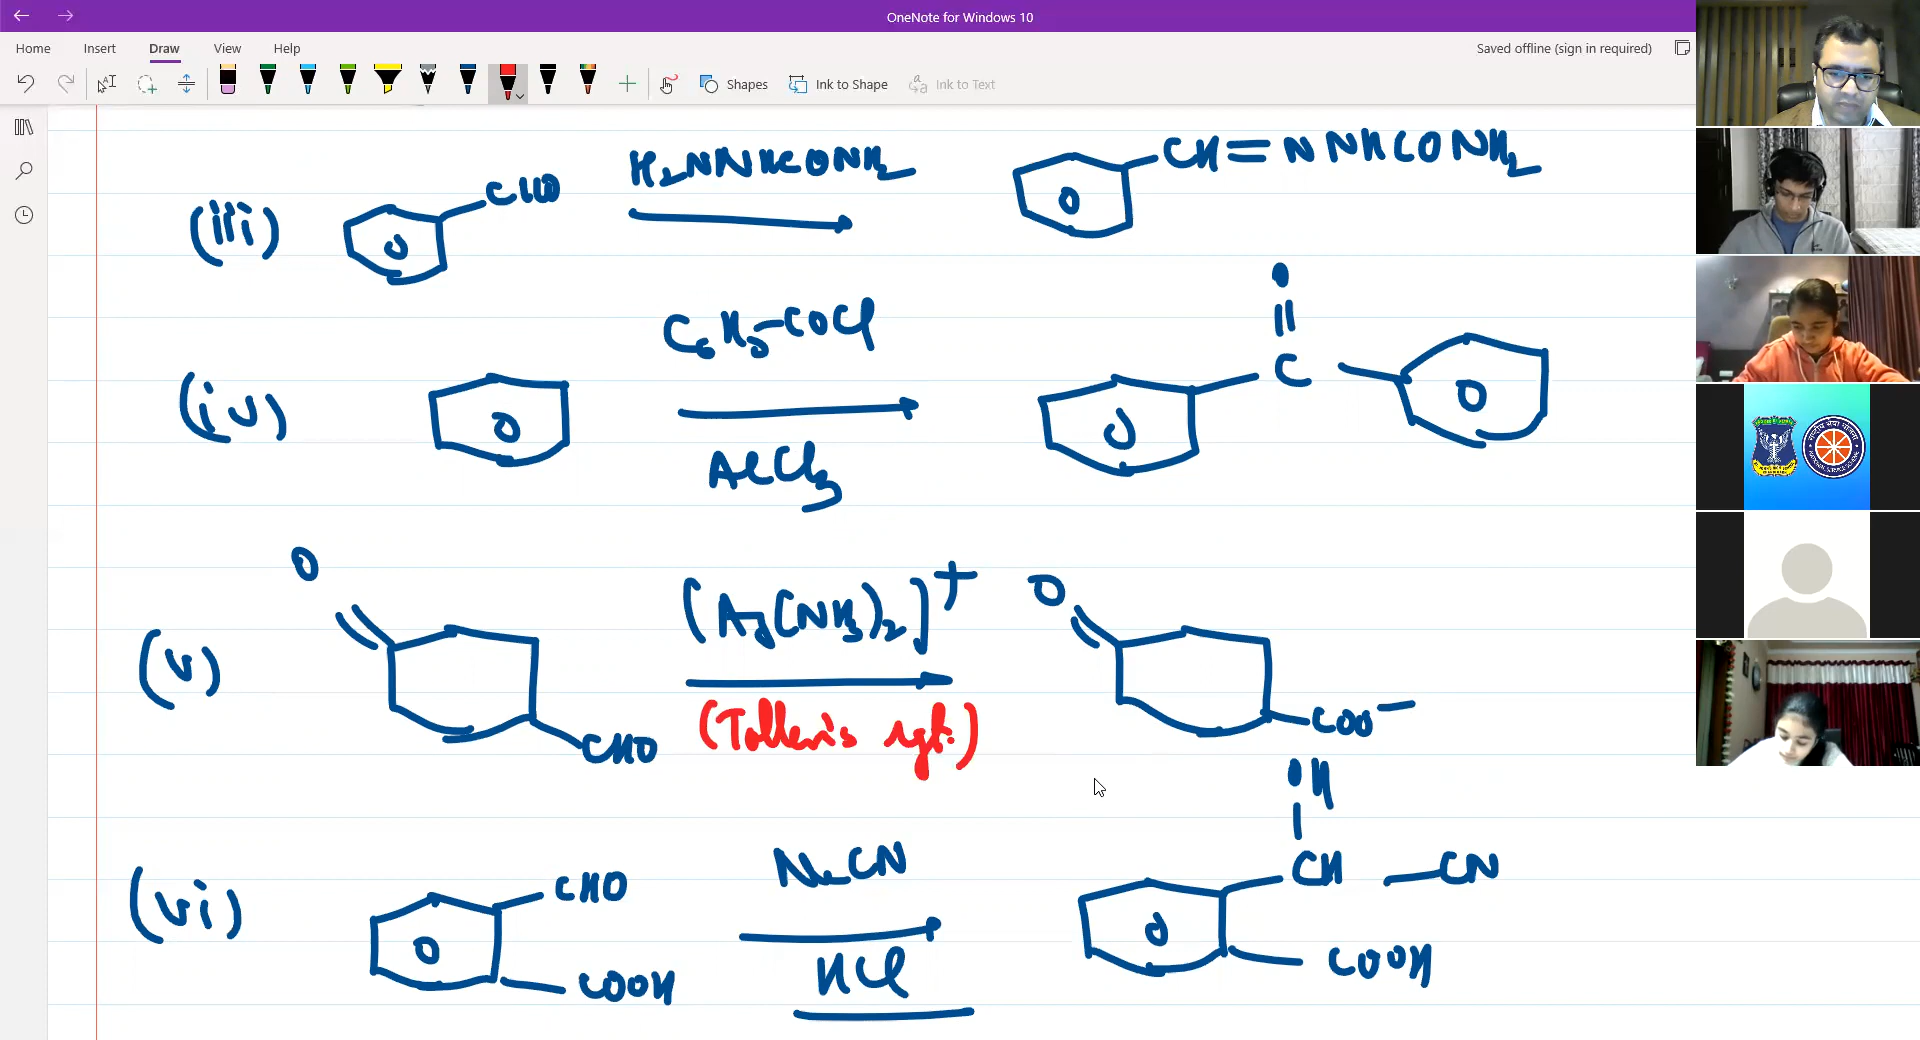 OneNote for Windows 10
Home Insert Draw View Help
Saved offline (sign in required)
Shapes Ink to Shape Ink to Text
(iii) CHO H2NNHCONH2 CH=NNHCONH2
(iv) C6H5-COCl O
AlCl3 C
(v) O [Ag(NH3)2]+ O
CHO (Tollen's rgt.) COO-
(vi) CHO NaCN OH
COOH HCl CH-CN
COOH